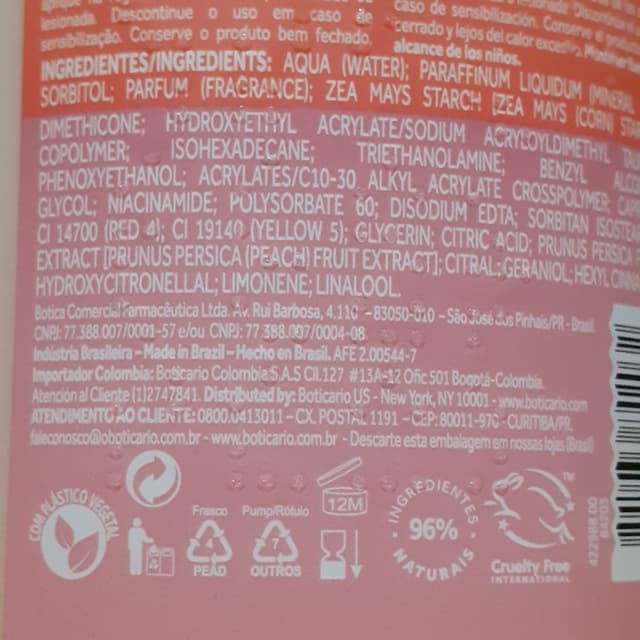 lesionada. Descontinue o uso em caso de
sensibilização. Conserve o produto bem fechado.
caso de sensibilización. Conserve el
cerrado y lejos del calor
alcance de los niños.
INGREDIENTES/INGREDIENTS: AQUA (WATER); PARAFFINUM LIQUIDUM (MINERAL
SORBITOL; PARFUM (FRAGRANCE); ZEA MAYS STARCH [ZEA MAYS (CORN)
DIMETHICONE; HYDROXYETHYL ACRYLATE/SODIUM ACRYLOYLDIMETHYL
COPOLYMER; ISOHEXADECANE; TRIETHANOLAMINE; BENZYL
PHENOXYETHANOL; ACRYLATES/C10-30 ALKYL ACRYLATE CROSSPOLYMER;
GLYCOL; NIACINAMIDE; POLYSORBATE 60; DISODIUM EDTA; SORBITAN
CI 14700 (RED 4); CI 19140 (YELLOW 5); GLYCERIN; CITRIC ACID; PRUNUS PERSICA
EXTRACT [PRUNUS PERSICA (PEACH) FRUIT EXTRACT]; CITRAL; GERANIOL; HEXYL
HYDROXYCITRONELLAL; LIMONENE; LINALOOL.
Botica Comercial Farmacêutica Ltda. Av. Rui Barbosa, 4.110 - 83050-010 - São José dos Pinhais/PR - Brasil
CNPJ: 77.388.007/0001-57 e/ou CNPJ: 77.388.007/0004-08
Indústria Brasileira - Made in Brazil - Hecho en Brasil. AFE 2.00544-7
Importador Colombia: Boticario Colombia S.A.S Cll.127 #13A-12 Ofic 501 Bogotá-Colombia.
Atención al Cliente (1)2747841. Distributed by: Boticario US - New York, NY 10001 - www.boticario.com
ATENDIMENTO AO CLIENTE: 0800.0413011 - CX. POSTAL 1191 - CEP: 80011-970 - CURITIBA/PR.
faleconosco@oboticario.com.br - www.boticario.com.br - Descarte esta embalagem em nossas lojas (Brasil)
COM PLÁSTICO VEGETAL
Frasco
PEAD
Pump/Rótulo
7
OUTROS
12M
INGREDIENTES
96%
NATURAIS
TM
Cruelty Free
INTERNATIONAL